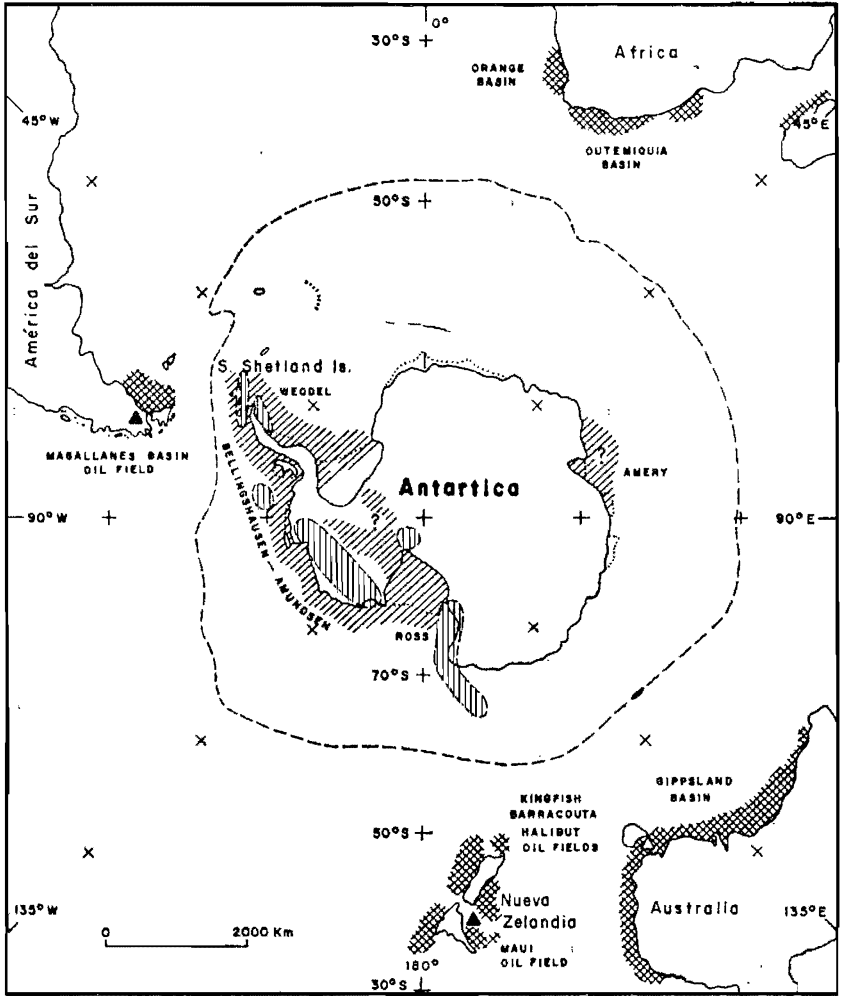 0°
30°S
Africa
ORANGE
BASIN
45°W
45°E
OUTEMIQUIA
BASIN
50°S
América del Sur
S. Shetland Is.
WEDDEL
MAGALLANES BASIN
OIL FIELD
BELLINGSHAUSEN - AMUNDSEN
Antartica
?
?
AMERY
90°W
90°E
ROSS
70°S
GIPPSLAND
BASIN
KINGFISH
BARRACOUTA
HALIBUT
OIL FIELDS
50°S
Nueva
Zelandia
Australia
135°W
135°E
0
2000 Km
MAUI
OIL FIELD
180°
30°S